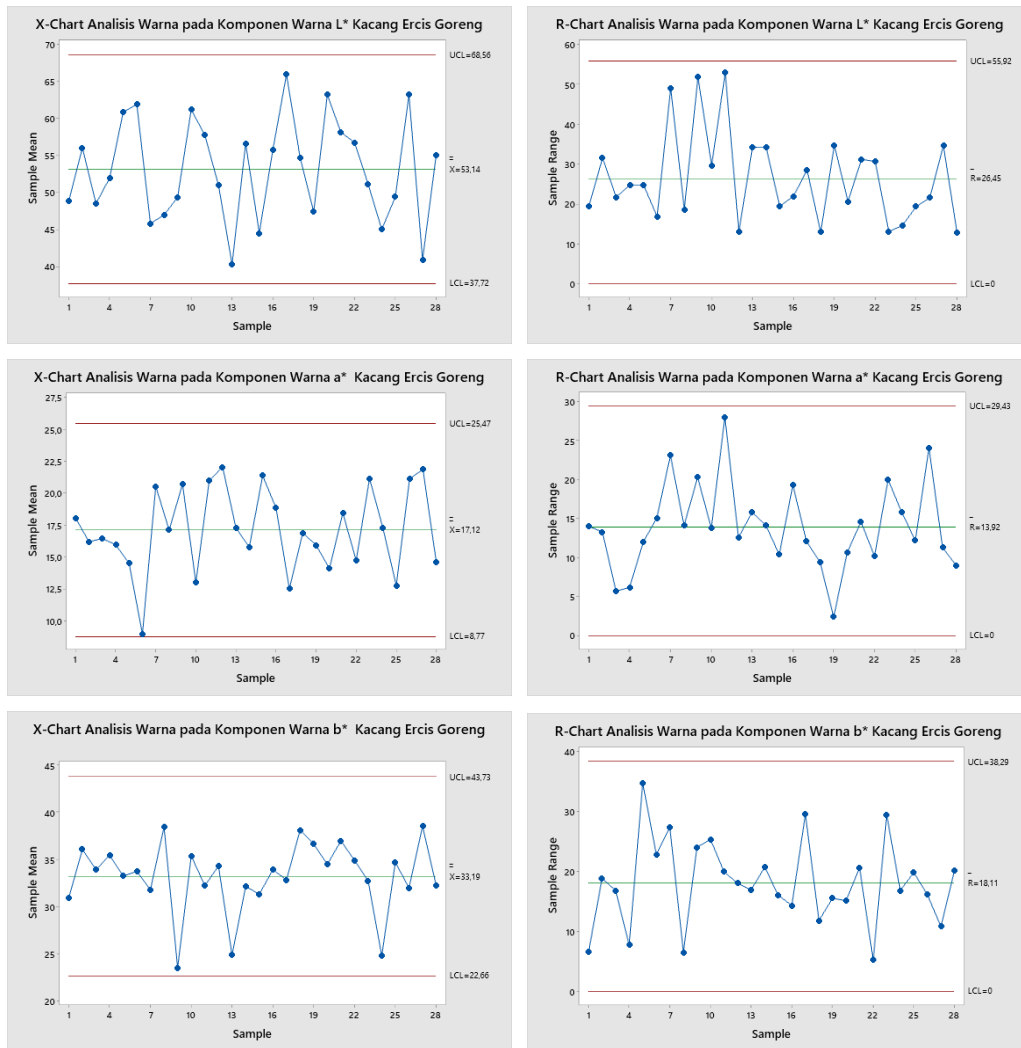 X-Chart Analisis Warna pada Komponen Warna L* Kacang Ercis Goreng
70
65
60
55
50
45
40
Sample Mean
1 4 7 10 13 16 19 22 25 28
Sample
UCL=68,56
X=53,14
LCL=37,72
R-Chart Analisis Warna pada Komponen Warna L* Kacang Ercis Goreng
60
50
40
30
20
10
0
Sample Range
1 4 7 10 13 16 19 22 25 28
Sample
UCL=55,92
R=26,45
LCL=0
X-Chart Analisis Warna pada Komponen Warna a* Kacang Ercis Goreng
27,5
25,0
22,5
20,0
17,5
15,0
12,5
10,0
Sample Mean
1 4 7 10 13 16 19 22 25 28
Sample
UCL=25,47
X=17,12
LCL=8,77
R-Chart Analisis Warna pada Komponen Warna a* Kacang Ercis Goreng
30
25
20
15
10
5
0
Sample Range
1 4 7 10 13 16 19 22 25 28
Sample
UCL=29,43
R=13,92
LCL=0
X-Chart Analisis Warna pada Komponen Warna b* Kacang Ercis Goreng
45
40
35
30
25
20
Sample Mean
1 4 7 10 13 16 19 22 25 28
Sample
UCL=43,73
X=33,19
LCL=22,66
R-Chart Analisis Warna pada Komponen Warna b* Kacang Ercis Goreng
40
30
20
10
0
Sample Range
1 4 7 10 13 16 19 22 25 28
Sample
UCL=38,29
R=18,11
LCL=0